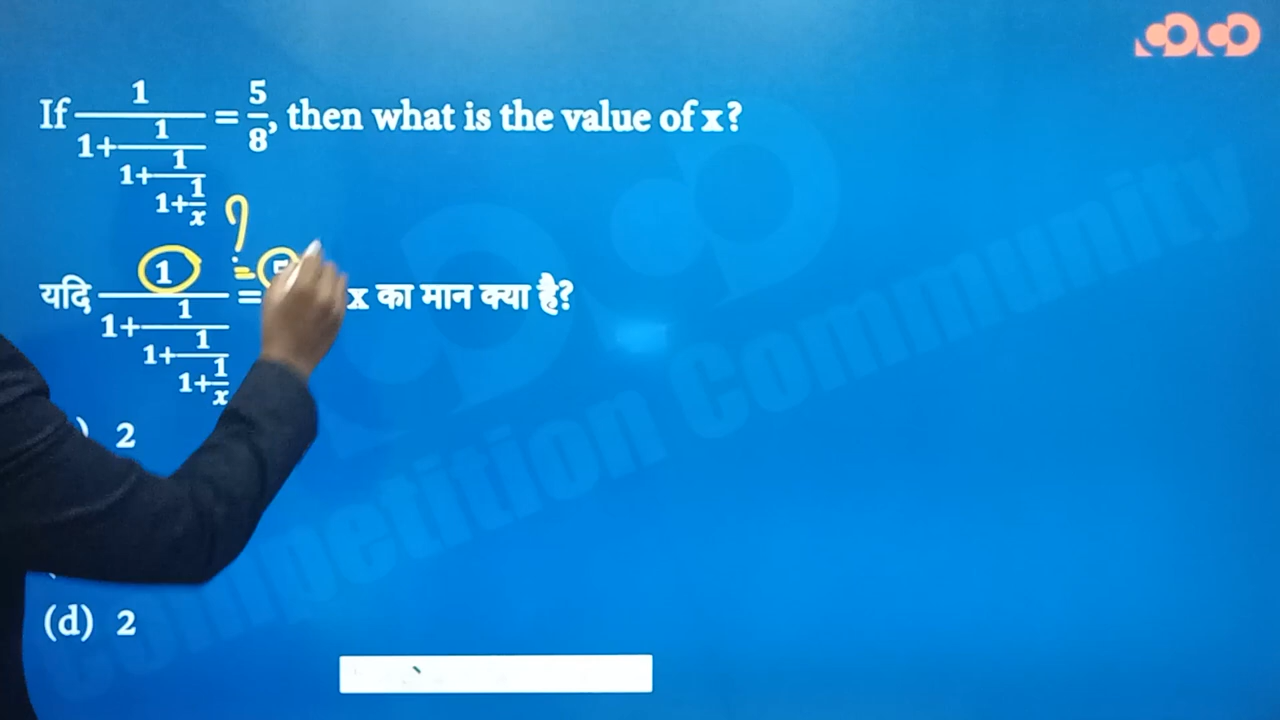 If 1/(1+1/(1+1/(1+1/x))) = 5/8, then what is the value of x?
?
=
यदि 1/(1+1/(1+1/(1+1/x))) = x का मान क्या है?
) 2
(d) 2
Competition Community